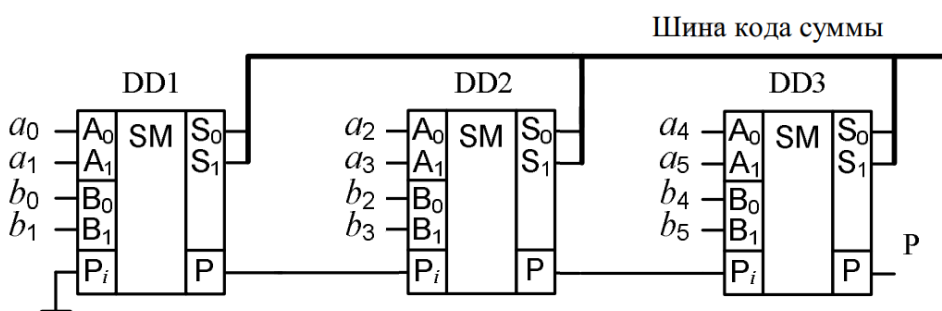 Шина кода суммы
DD1 DD2 DD3
a0 A0 SM S0 a2 A0 SM S0 a4 A0 SM S0
a1 A1 S1 a3 A1 S1 a5 A1 S1
b0 B0 b2 B0 b4 B0
b1 B1 b3 B1 b5 B1
P
Pi P Pi P Pi P